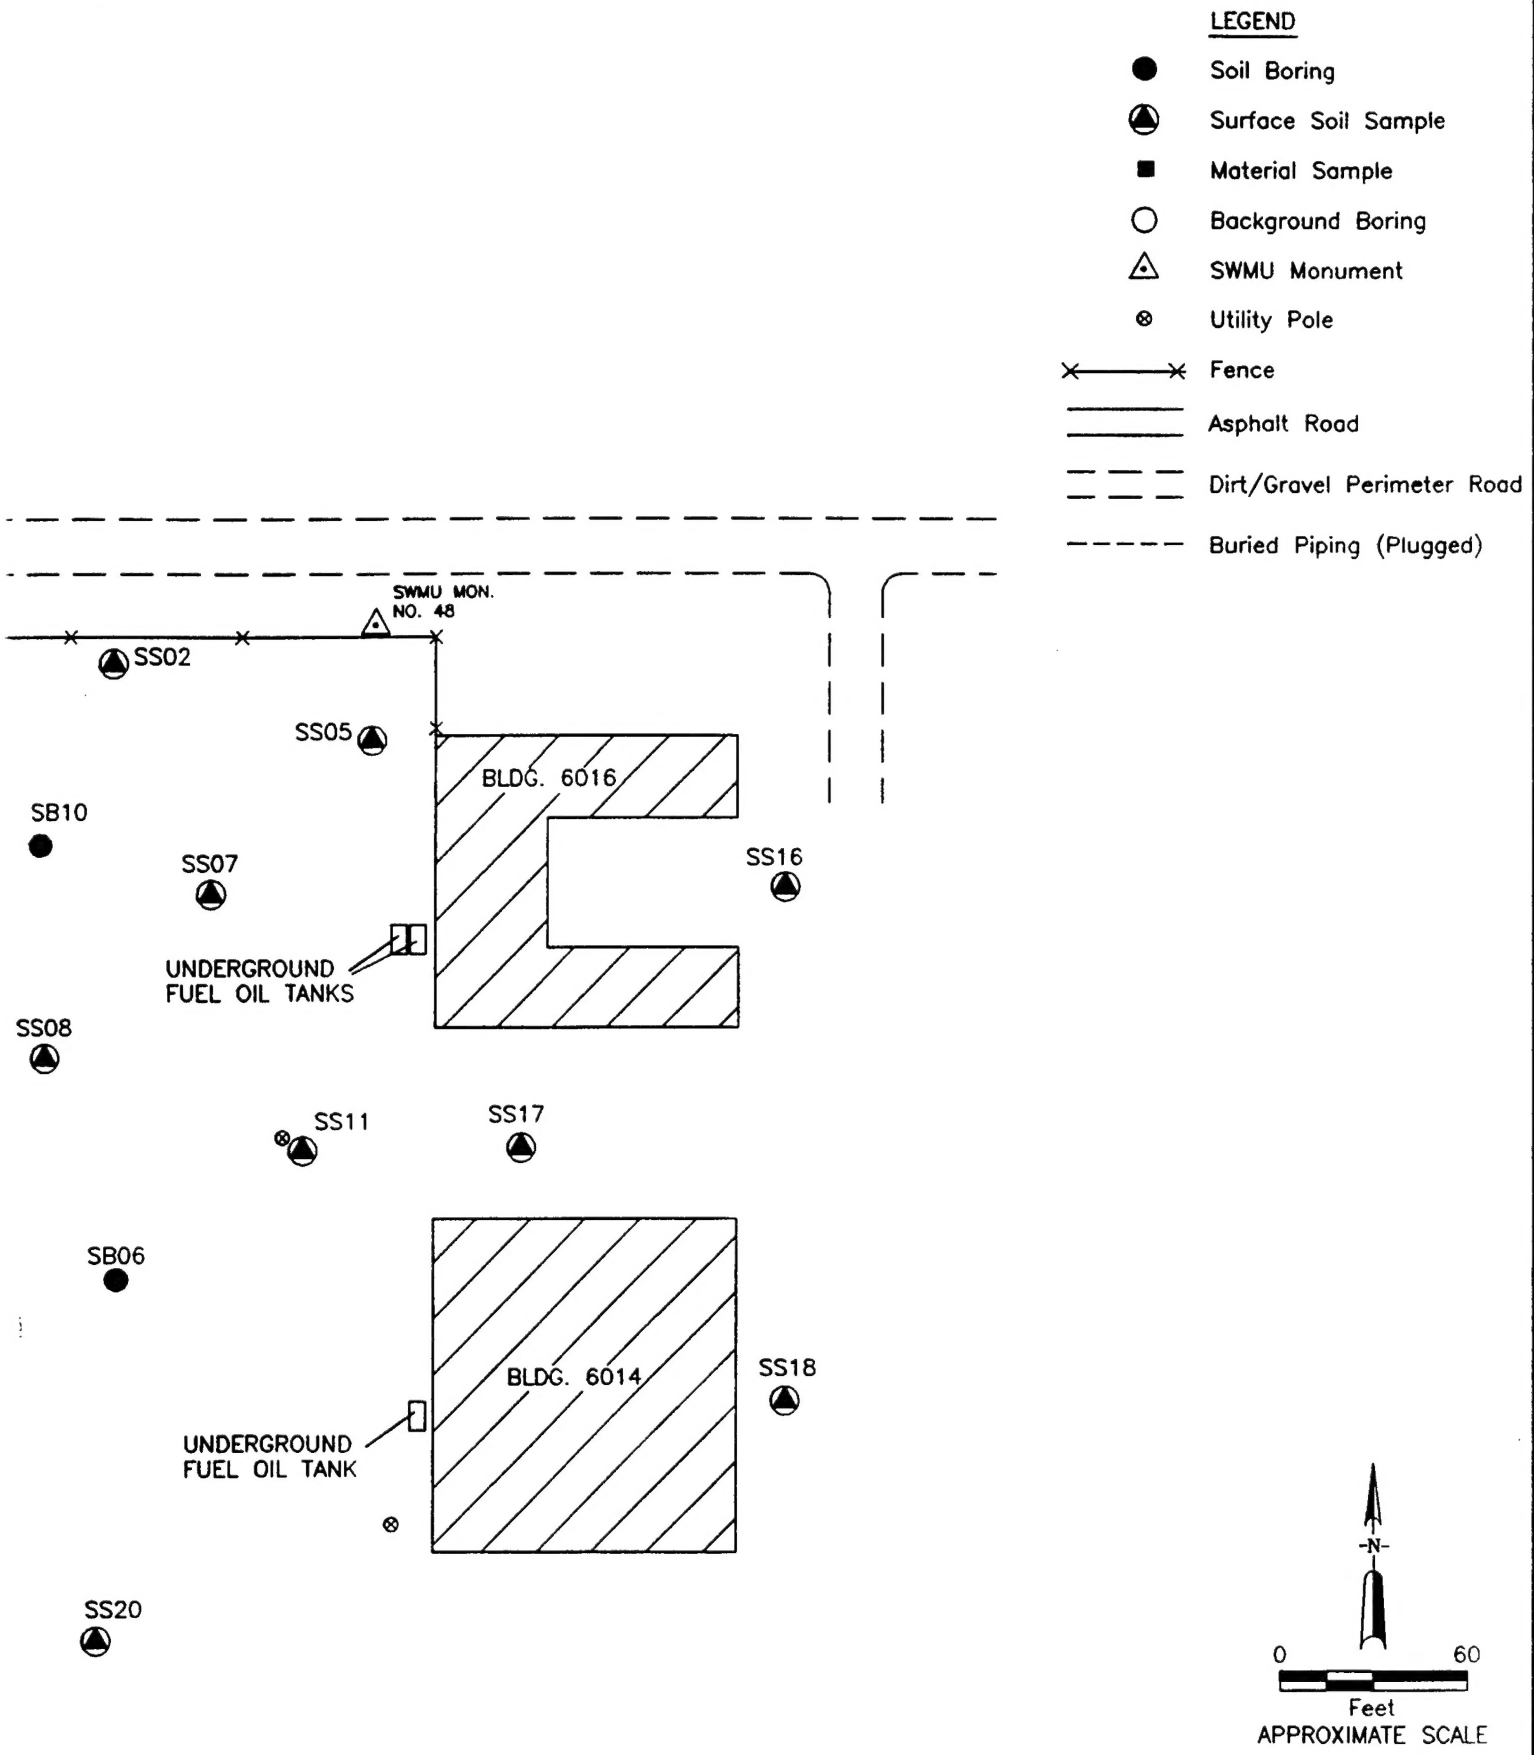 LEGEND
Soil Boring
Surface Soil Sample
Material Sample
Background Boring
SWMU Monument
Utility Pole
Fence
Asphalt Road
Dirt/Gravel Perimeter Road
Buried Piping (Plugged)
SWMU MON.
NO. 48
SS02
SS05
BLDG. 6016
SB10
SS07
SS16
UNDERGROUND
FUEL OIL TANKS
SS08
SS11
SS17
SB06
BLDG. 6014
SS18
UNDERGROUND
FUEL OIL TANK
SS20
-N-
0 60
Feet
APPROXIMATE SCALE